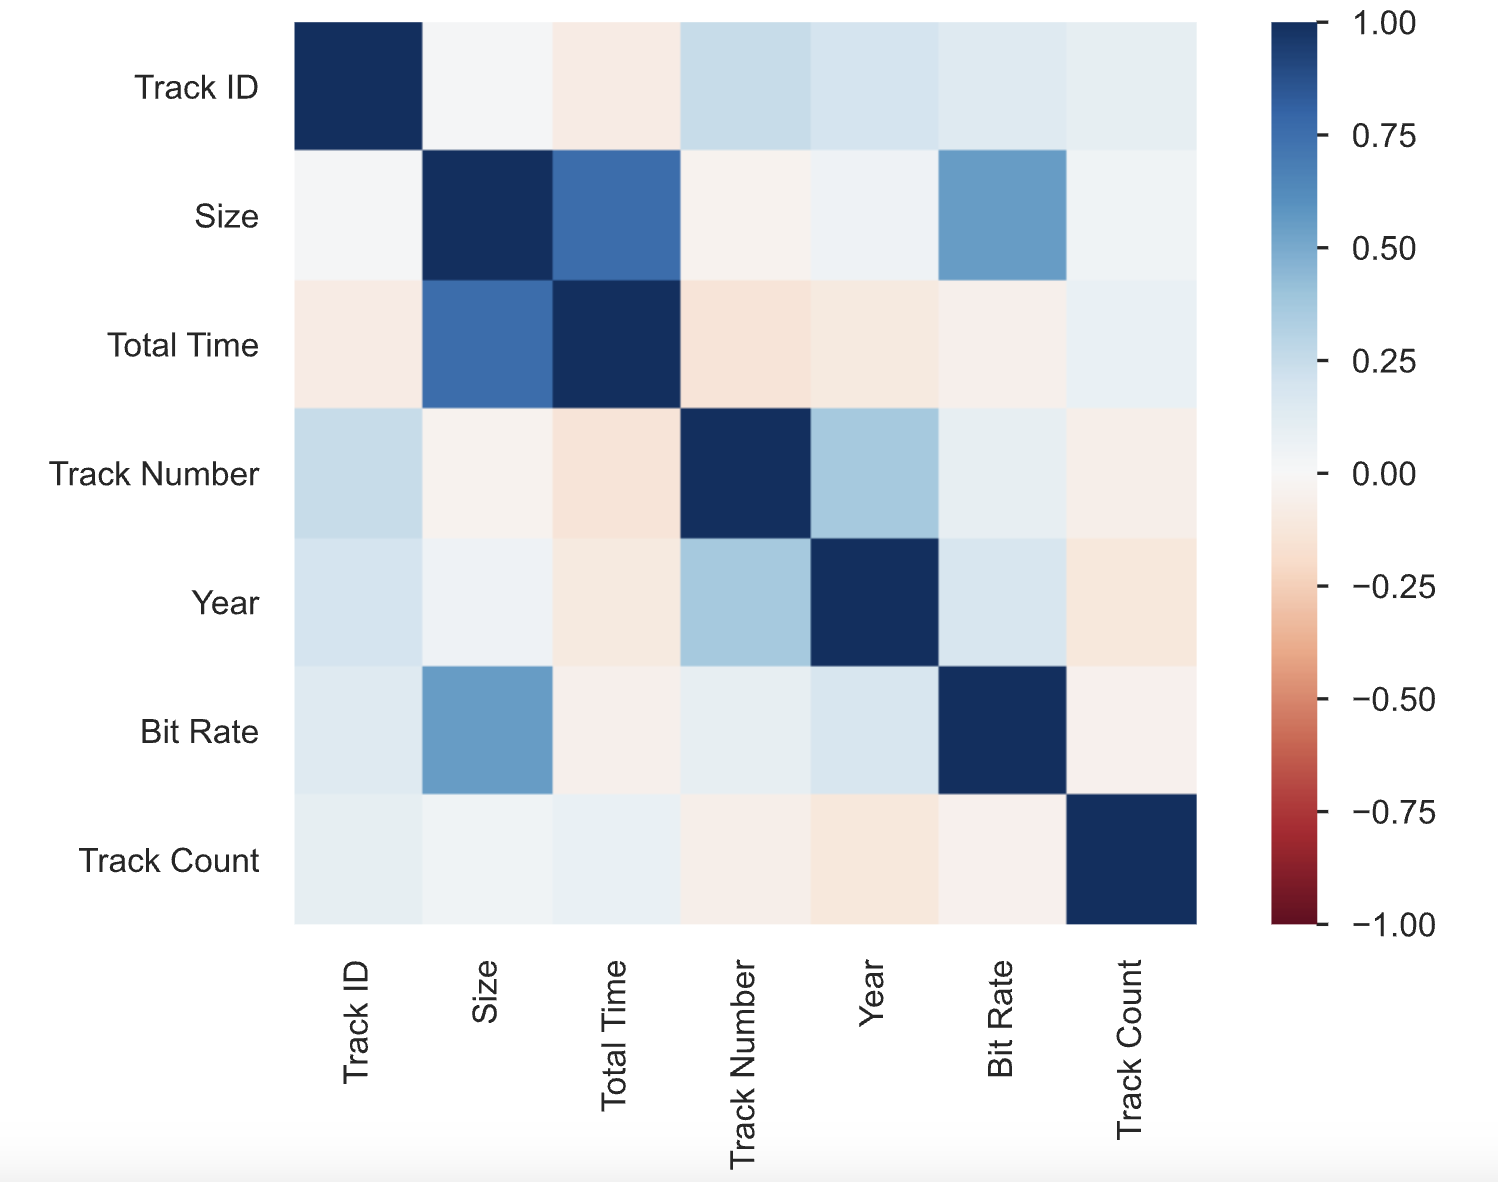 Track ID
Size
Total Time
Track Number
Year
Bit Rate
Track Count
Track ID
Size
Total Time
Track Number
Year
Bit Rate
Track Count
1.00
0.75
0.50
0.25
0.00
−0.25
−0.50
−0.75
−1.00